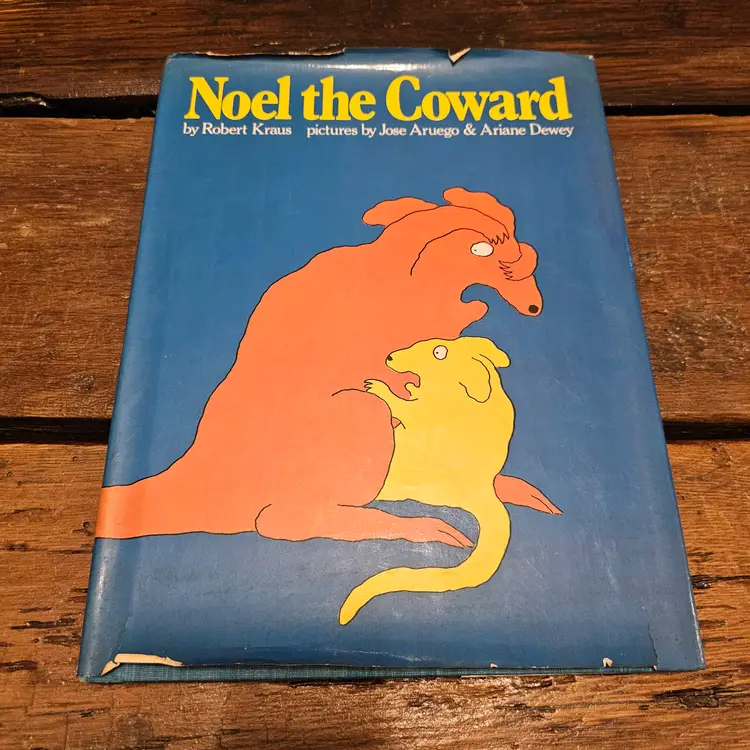 Noel the Coward
by Robert Kraus pictures by Jose Aruego & Ariane Dewey